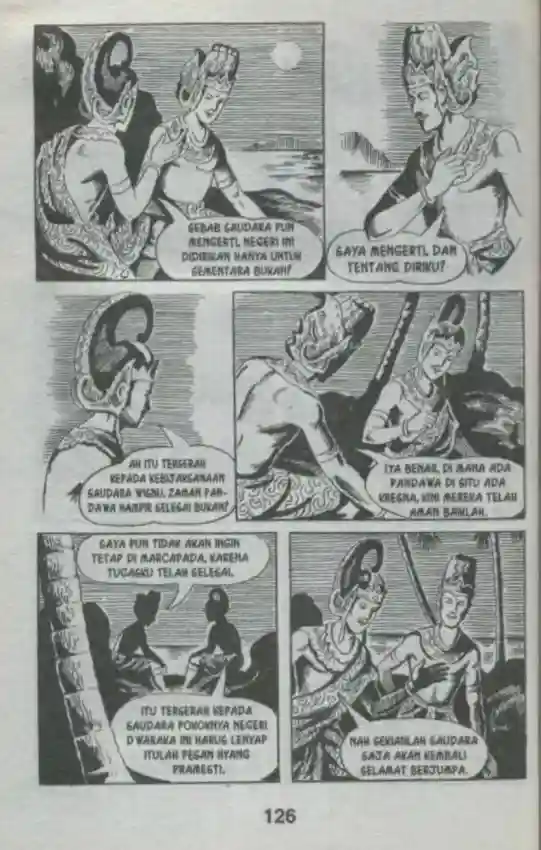 SEBAB SAUDARA PUN
MENGERTI, NEGERI INI
DIDIRIKAN HANYA UNTUK
SEMENTARA BUKAN?
SAYA MENGERTI, DAN
TENTANG DIRIKU?
AH ITU TERSERAH
KEPADA KEBIJAKSANAAN
SAUDARA WISNU, ZAMAN PAN-
DAWA HAMPIR SELESAI BUKAN?
IYA BENAR, DI MANA ADA
PANDAWA DI SITU ADA
KRESNA, KINI MEREKA TELAH
AMAN BAIKLAH.
SAYA PUN TIDAK AKAN INGIN
TETAP DI MARCAPADA, KARENA
TUGASKU TELAH SELESAI.
ITU TERSERAH KEPADA
SAUDARA POKOKNYA NEGERI
DWARAKA INI HARUS LENYAP
ITULAH PESAN HYANG
PRAMESTI.
NAH SEKIANLAH SAUDARA
SAJA AKAN KEMBALI
SELAMAT BERJUMPA.
126